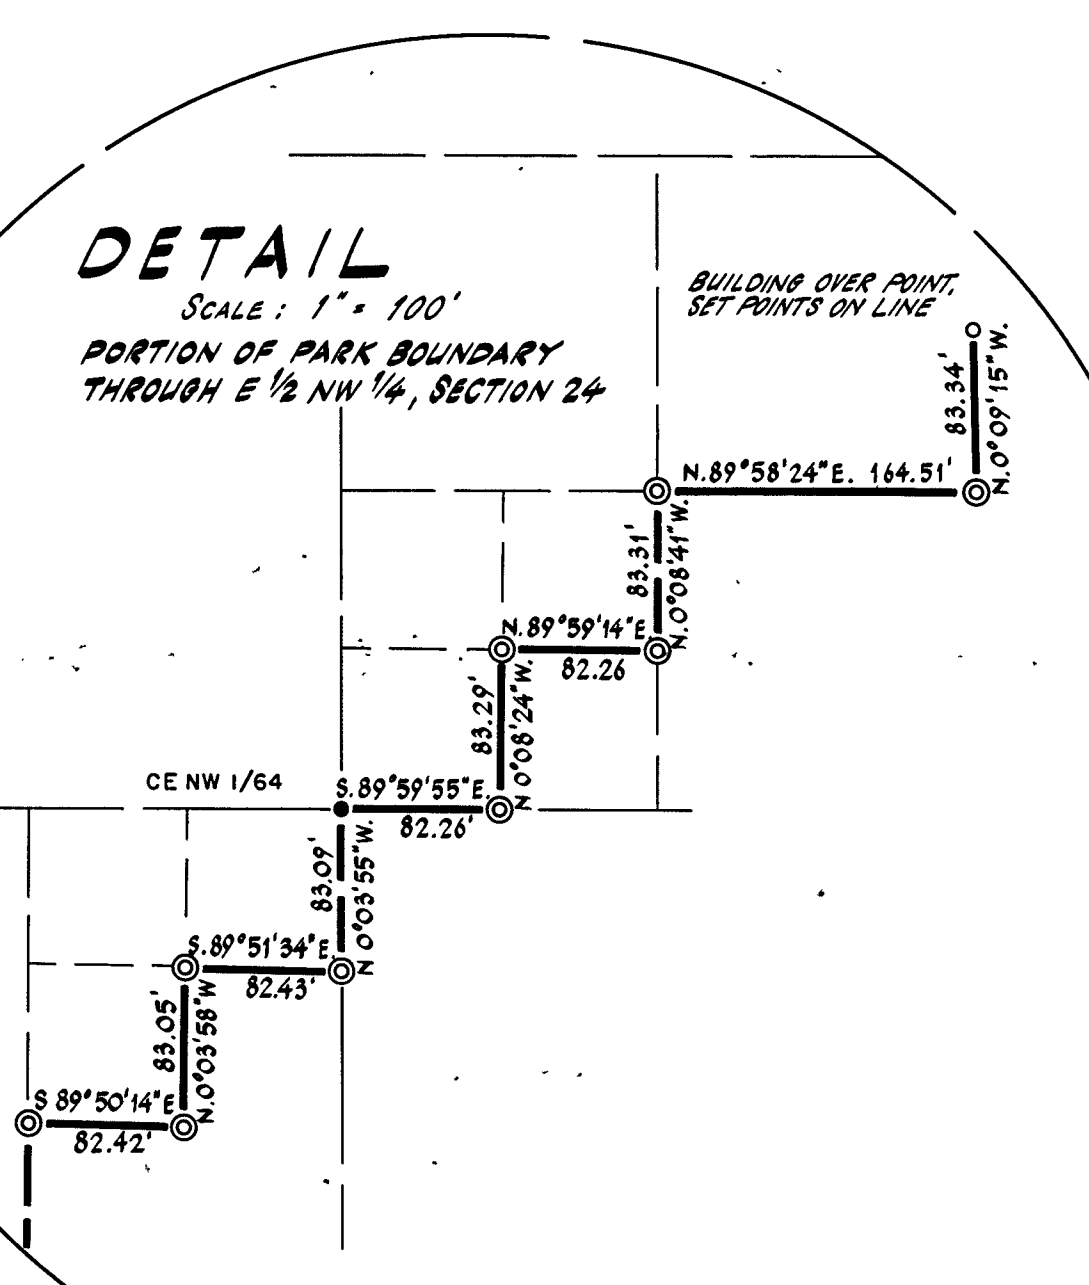 DETAIL
SCALE : 1" = 100'
PORTION OF PARK BOUNDARY
THROUGH E 1/2 NW 1/4, SECTION 24
BUILDING OVER POINT,
SET POINTS ON LINE
83.34'
N.0°09'15"W.
N.89°58'24"E. 164.51'
83.31'
N.0°08'41"W.
N.89°59'14"E.
82.26
83.29'
N 0°08'24"W.
CE NW 1/64
S.89°59'55"E.
82.26'
83.09'
N 0°03'55"W.
S.89°51'34"E.
82.43'
83.05'
N.0°03'58"W
S 89°50'14"E
82.42'